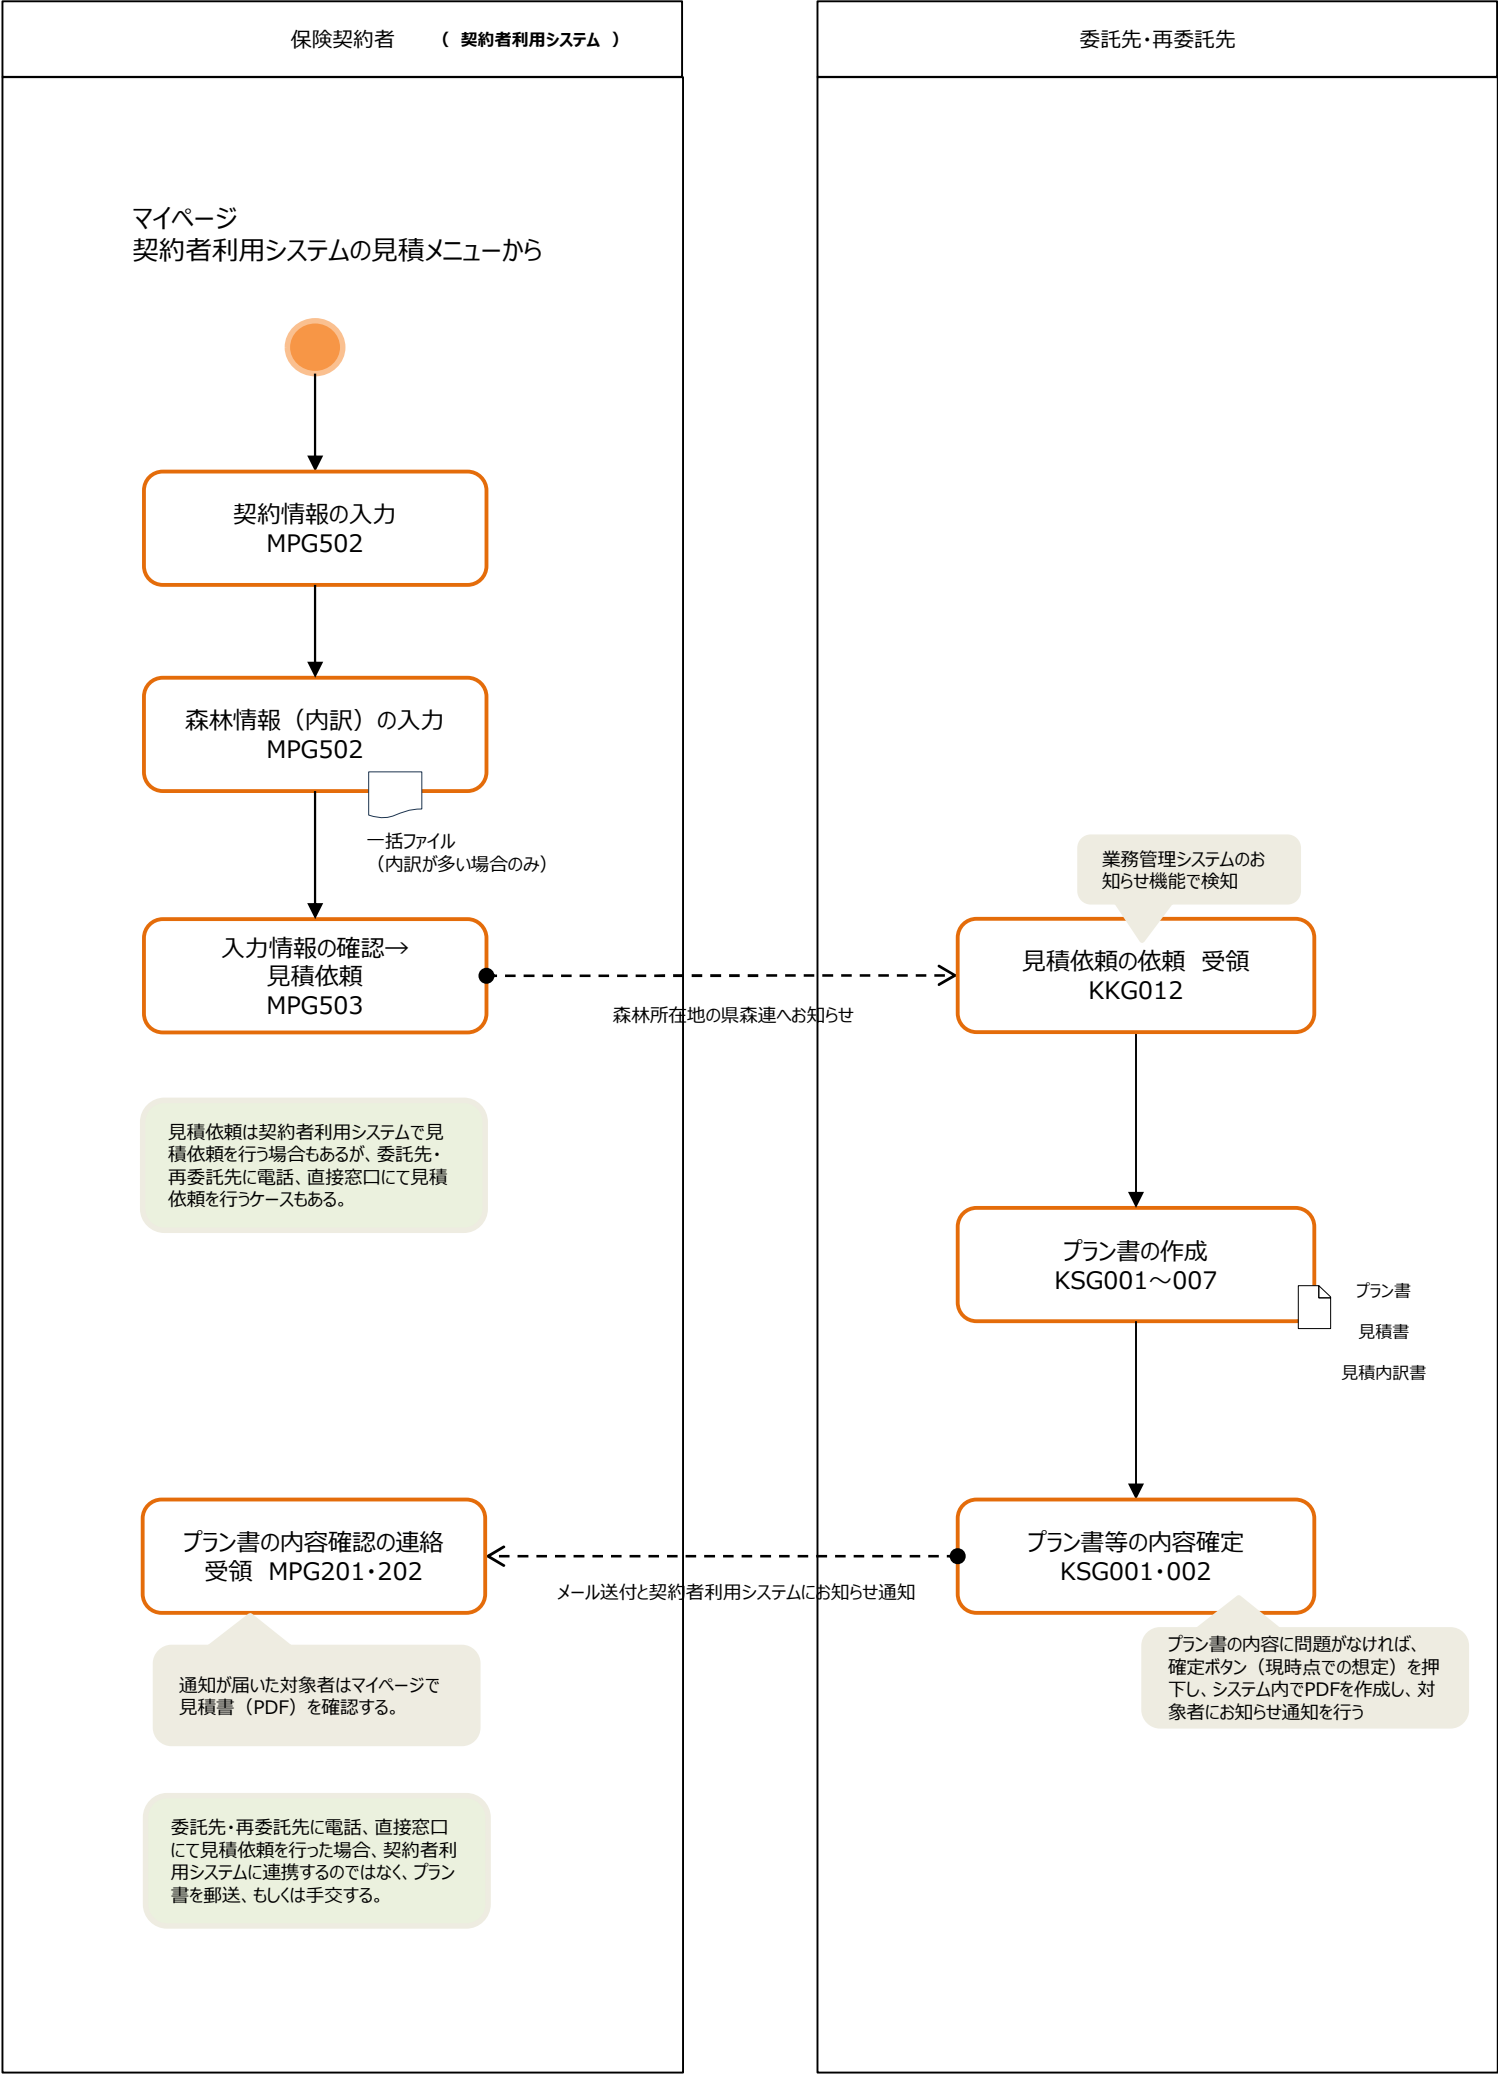 保険契約者　（ 契約者利用システム ）
委託先・再委託先
マイページ
契約者利用システムの見積メニューから
契約情報の入力
MPG502
森林情報（内訳）の入力
MPG502
一括ファイル
（内訳が多い場合のみ）
入力情報の確認→
見積依頼
MPG503
森林所在地の県森連へお知らせ
業務管理システムのお
知らせ機能で検知
見積依頼の依頼　受領
KKG012
見積依頼は契約者利用システムで見
積依頼を行う場合もあるが、委託先・
再委託先に電話、直接窓口にて見積
依頼を行うケースもある。
プラン書の作成
KSG001～007
プラン書
見積書
見積内訳書
プラン書等の内容確定
KSG001・002
メール送付と契約者利用システムにお知らせ通知
プラン書の内容確認の連絡
受領　MPG201・202
プラン書の内容に問題がなければ、
確定ボタン（現時点での想定）を押
下し、システム内でPDFを作成し、対
象者にお知らせ通知を行う
通知が届いた対象者はマイページで
見積書（PDF）を確認する。
委託先・再委託先に電話、直接窓口
にて見積依頼を行った場合、契約者利
用システムに連携するのではなく、プラン
書を郵送、もしくは手交する。